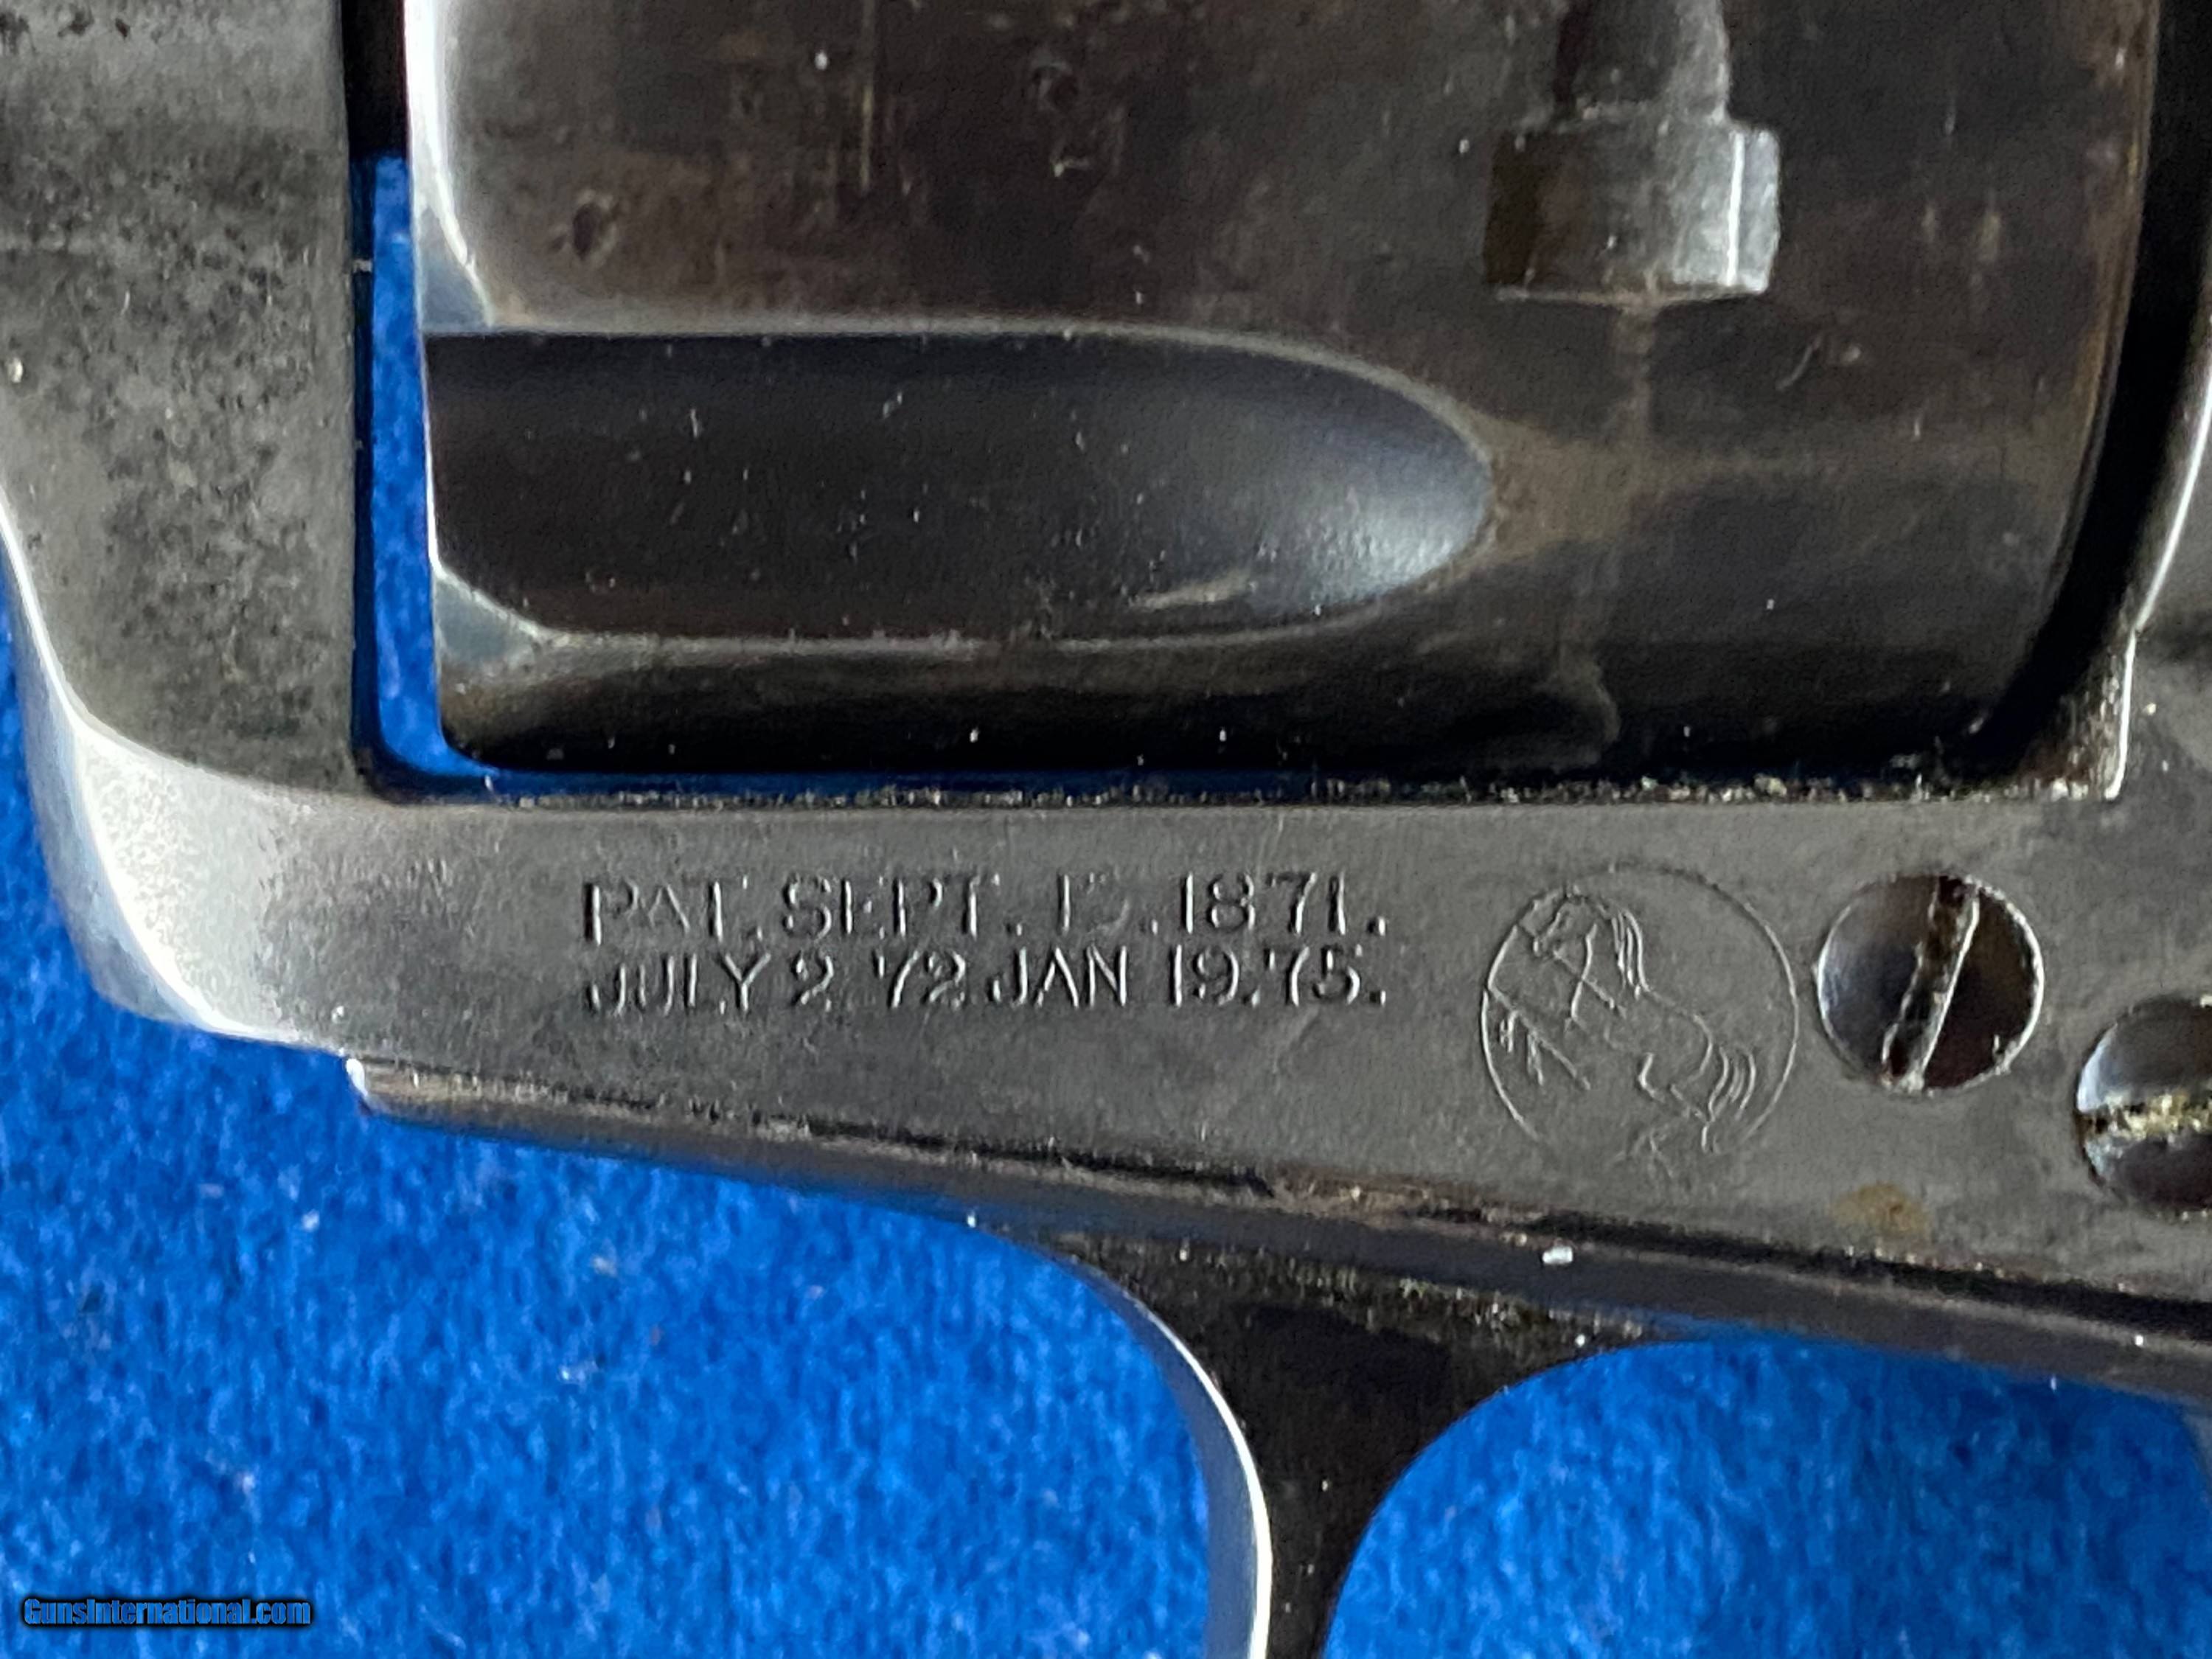 PAT. SEPT. 19.1871.
JULY 2 '72 JAN 19.'75.
GunsInternational.com